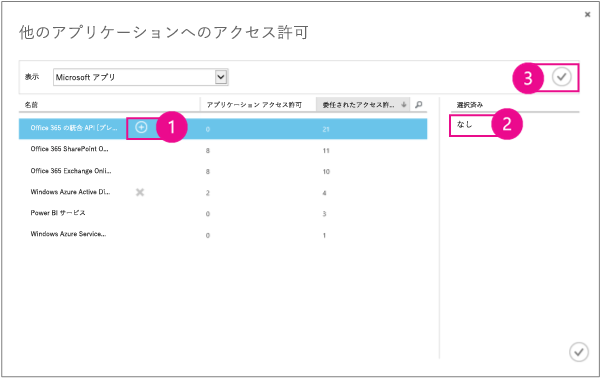 他のアプリケーションへのアクセス許可
表示 Microsoft アプリ 3
名前 アプリケーション アクセス許可 委任されたアクセス許... 選択済み
Office 365 の統合 API (プレ... 1 0 21 なし 2
Office 365 SharePoint O... 8 11
Office 365 Exchange Onli... 8 10
Windows Azure Active Di... 2 4
Power BI サービス 0 3
Windows Azure Service... 0 1